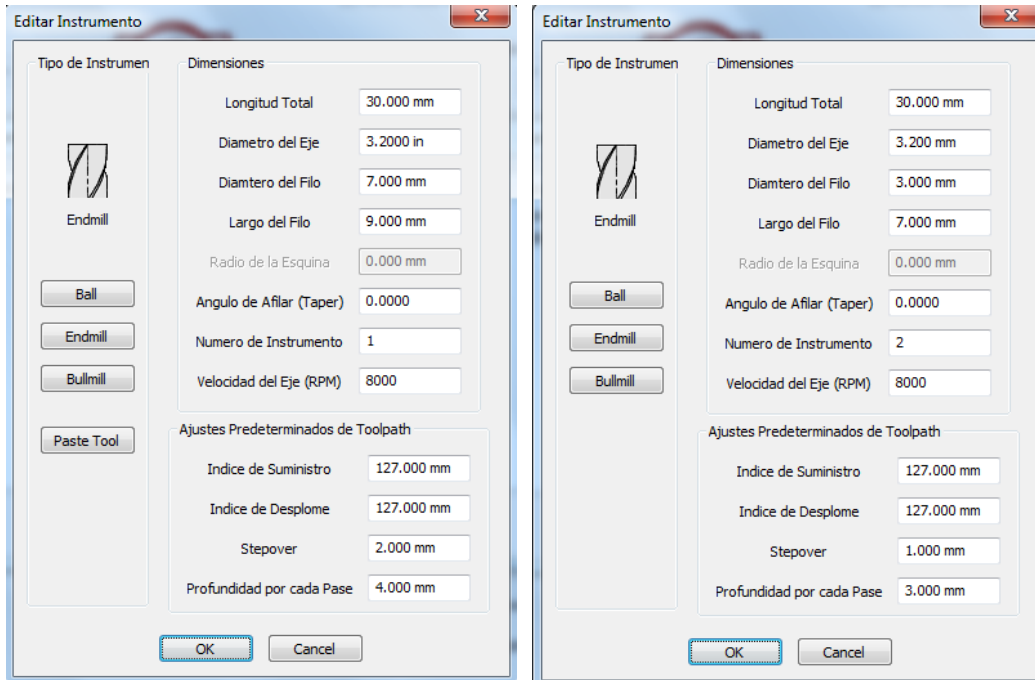 Editar Instrumento
Tipo de Instrumen
Endmill
Ball
Endmill
Bullmill
Paste Tool
Dimensiones
Longitud Total 30.000 mm
Diametro del Eje 3.2000 in
Diamtero del Filo 7.000 mm
Largo del Filo 9.000 mm
Radio de la Esquina 0.000 mm
Angulo de Afilar (Taper) 0.0000
Numero de Instrumento 1
Velocidad del Eje (RPM) 8000
Ajustes Predeterminados de Toolpath
Indice de Suministro 127.000 mm
Indice de Desplome 127.000 mm
Stepover 2.000 mm
Profundidad por cada Pase 4.000 mm
OK Cancel
Editar Instrumento
Tipo de Instrumen
Endmill
Ball
Endmill
Bullmill
Dimensiones
Longitud Total 30.000 mm
Diametro del Eje 3.200 mm
Diamtero del Filo 3.000 mm
Largo del Filo 7.000 mm
Radio de la Esquina 0.000 mm
Angulo de Afilar (Taper) 0.0000
Numero de Instrumento 2
Velocidad del Eje (RPM) 8000
Ajustes Predeterminados de Toolpath
Indice de Suministro 127.000 mm
Indice de Desplome 127.000 mm
Stepover 1.000 mm
Profundidad por cada Pase 3.000 mm
OK Cancel